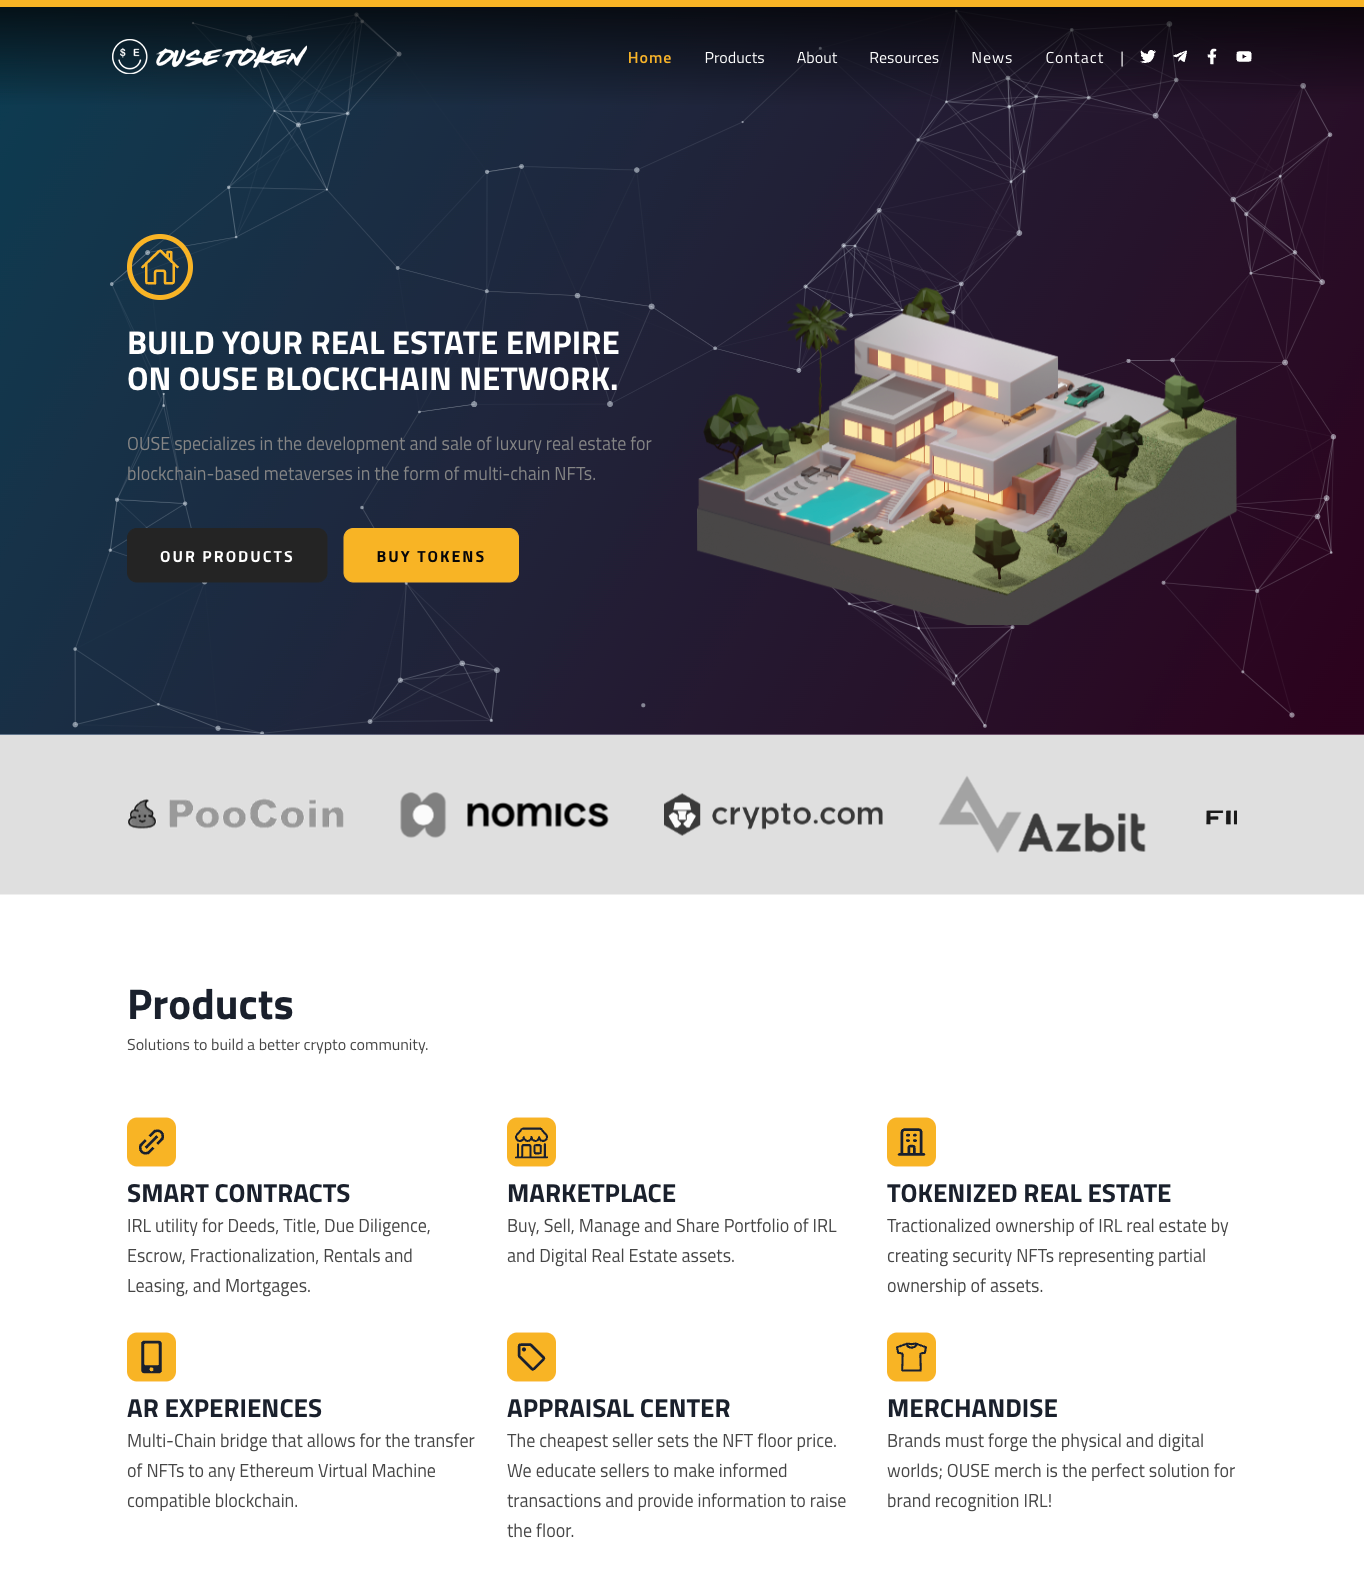 $ E OUSE TOKEN
Home Products About Resources News Contact |
BUILD YOUR REAL ESTATE EMPIRE
ON OUSE BLOCKCHAIN NETWORK.
OUSE specializes in the development and sale of luxury real estate for
blockchain-based metaverses in the form of multi-chain NFTs.
OUR PRODUCTS BUY TOKENS
PooCoin nomics crypto.com Azbit
Products
Solutions to build a better crypto community.
SMART CONTRACTS
IRL utility for Deeds, Title, Due Diligence,
Escrow, Fractionalization, Rentals and
Leasing, and Mortgages.
MARKETPLACE
Buy, Sell, Manage and Share Portfolio of IRL
and Digital Real Estate assets.
TOKENIZED REAL ESTATE
Tractionalized ownership of IRL real estate by
creating security NFTs representing partial
ownership of assets.
AR EXPERIENCES
Multi-Chain bridge that allows for the transfer
of NFTs to any Ethereum Virtual Machine
compatible blockchain.
APPRAISAL CENTER
The cheapest seller sets the NFT floor price.
We educate sellers to make informed
transactions and provide information to raise
the floor.
MERCHANDISE
Brands must forge the physical and digital
worlds; OUSE merch is the perfect solution for
brand recognition IRL!